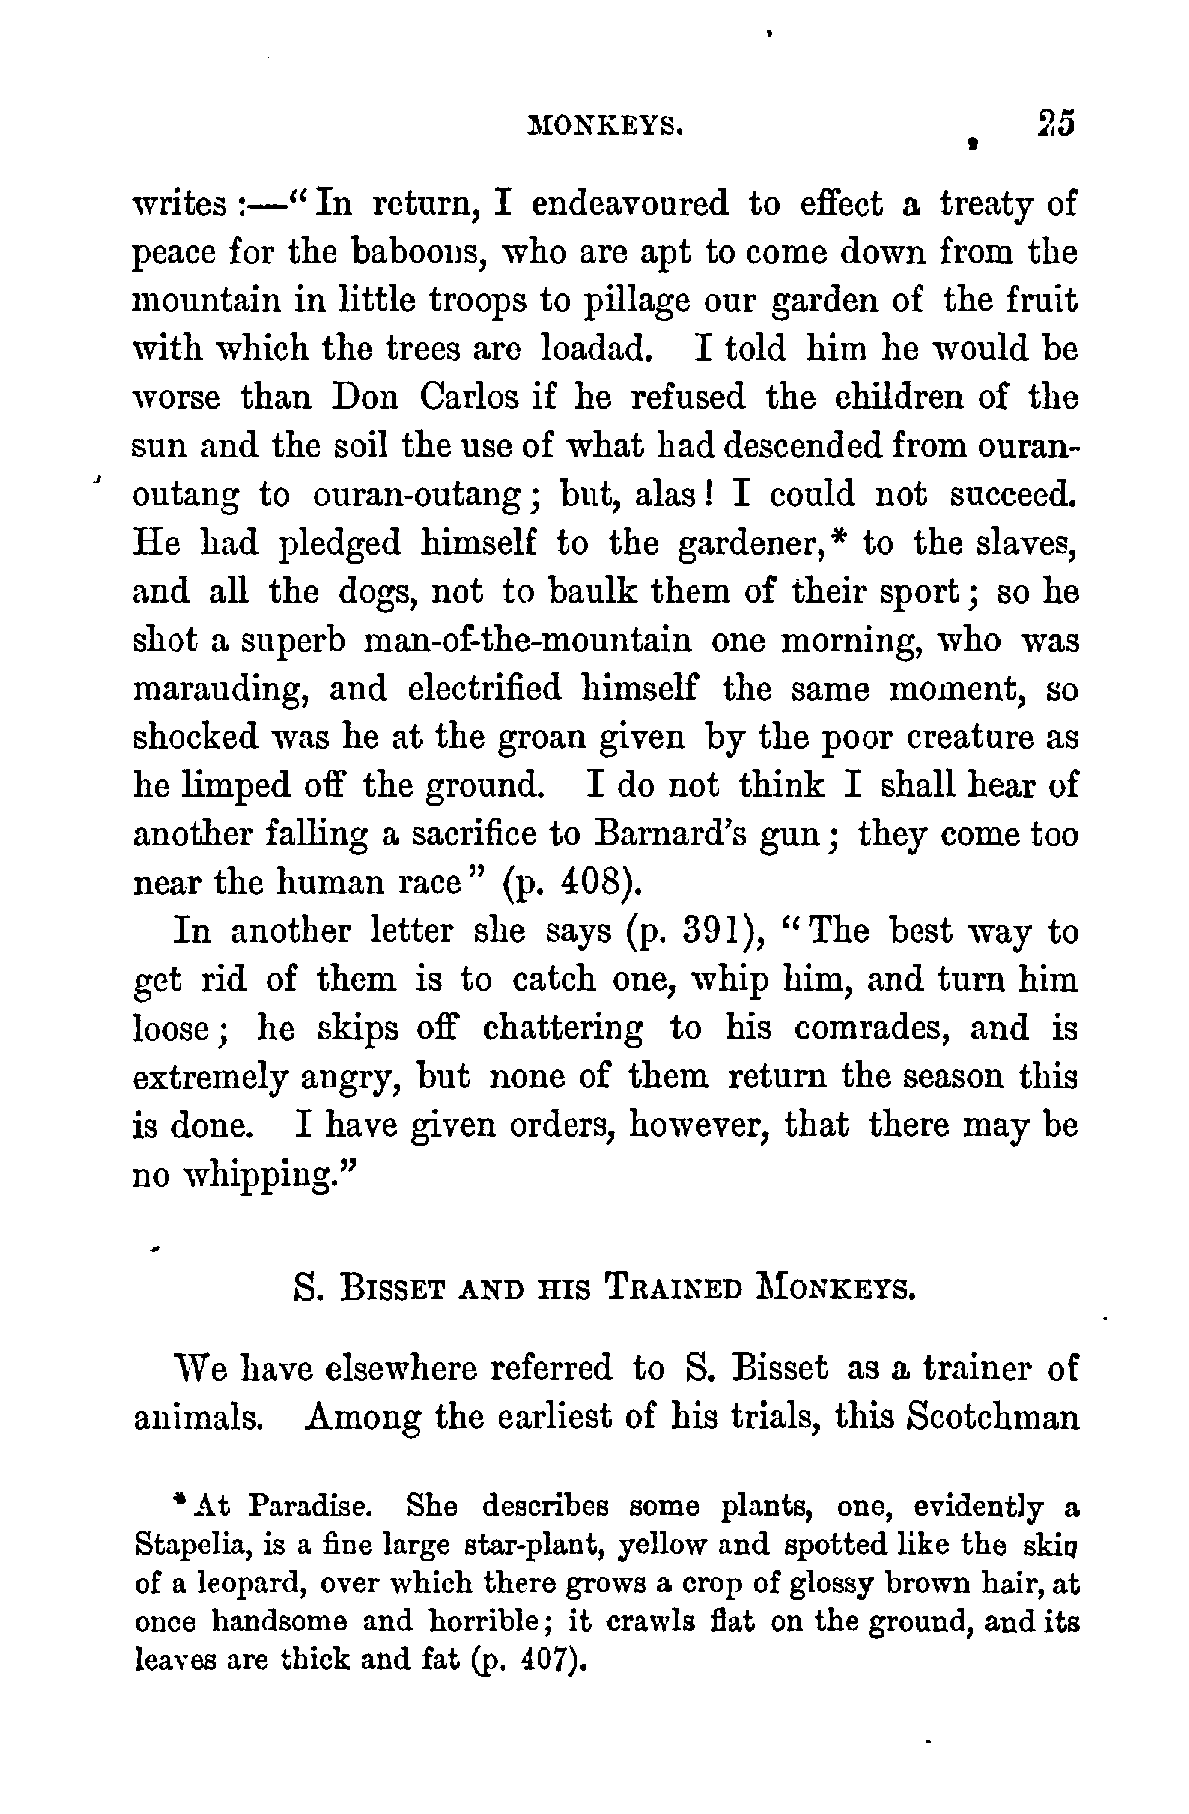 MONKEYS. 25
writes :—“In return, I endeavoured to effect a treaty of
peace for the baboons, who are apt to come down from the
mountain in little troops to pillage our garden of the fruit
with which the trees are loadad. I told him he would be
worse than Don Carlos if he refused the children of the
sun and the soil the use of what had descended from ouran-
outang to ouran-outang; but, alas! I could not succeed.
He had pledged himself to the gardener,* to the slaves,
and all the dogs, not to baulk them of their sport; so he
shot a superb man-of-the-mountain one morning, who was
marauding, and electrified himself the same moment, so
shocked was he at the groan given by the poor creature as
he limped off the ground. I do not think I shall hear of
another falling a sacrifice to Barnard's gun; they come too
near the human race” (p. 408).
In another letter she says (p. 391), “The best way to
get rid of them is to catch one, whip him, and turn him
loose; he skips off chattering to his comrades, and is
extremely angry, but none of them return the season this
is done. I have given orders, however, that there may be
no whipping.”
S. BISSET AND HIS TRAINED MONKEYS.
We have elsewhere referred to S. Bisset as a trainer of
animals. Among the earliest of his trials, this Scotchman
* At Paradise. She describes some plants, one, evidently a
Stapelia, is a fine large star-plant, yellow and spotted like the skin
of a leopard, over which there grows a crop of glossy brown hair, at
once handsome and horrible; it crawls flat on the ground, and its
leaves are thick and fat (p. 407).